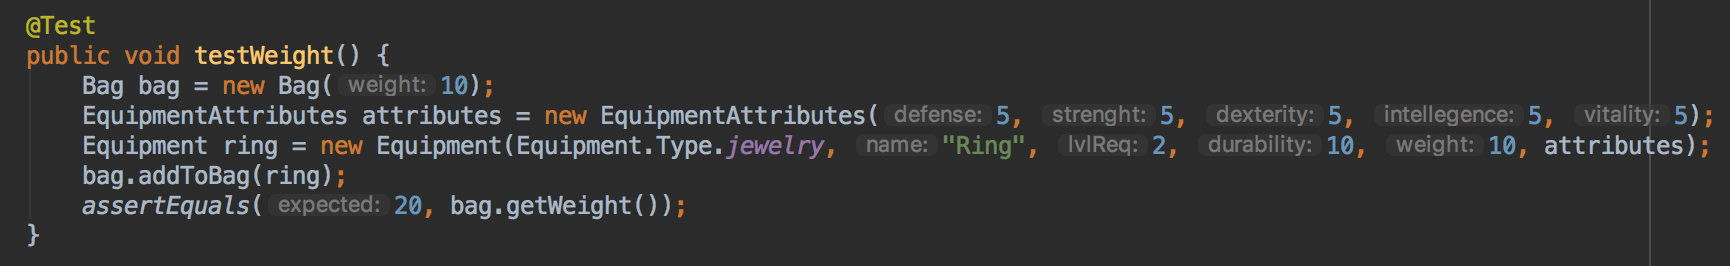 @Test
public void testWeight() {
Bag bag = new Bag( weight: 10);
EquipmentAttributes attributes = new EquipmentAttributes( defense: 5, strenght: 5, dexterity: 5, intellegence: 5, vitality: 5);
Equipment ring = new Equipment(Equipment.Type.jewelry, name: "Ring", lvlReq: 2, durability: 10, weight: 10, attributes);
bag.addToBag(ring);
assertEquals( expected: 20, bag.getWeight());
}